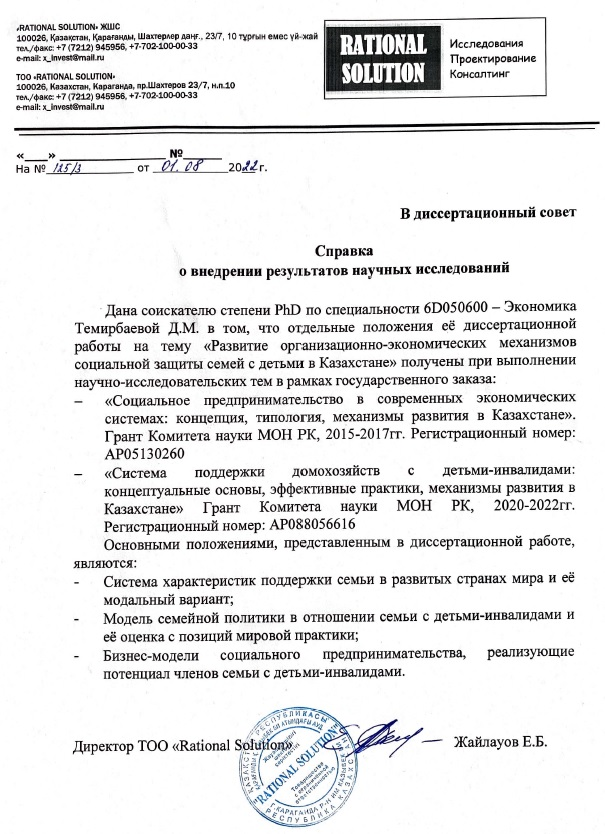 «RATIONAL SOLUTION» ЖШС
100026, Қазақстан, Қарағанды, Шахтерлер даңғ., 23/7, 10 тұрғын емес үй-жай
тел./факс: +7 (7212) 945956, +7-702-100-00-33
e-mail: x_invest@mail.ru
ТОО «RATIONAL SOLUTION»
100026, Казахстан, Караганда, пр.Шахтеров 23/7, н.п.10
тел./факс: +7 (7212) 945956, +7-702-100-00-33
e-mail: x_invest@mail.ru
RATIONAL
SOLUTION
Исследования
Проектирование
Консалтинг
«___» ________________ №______
На № 125/3 от 01.08 2022г.
В диссертационный совет
Справка
о внедрении результатов научных исследований
Дана соискателю степени PhD по специальности 6D050600 – Экономика
Темирбаевой Д.М. в том, что отдельные положения её диссертационной
работы на тему «Развитие организационно-экономических механизмов
социальной защиты семей с детьми в Казахстане» получены при выполнении
научно-исследовательских тем в рамках государственного заказа:
– «Социальное предпринимательство в современных экономических
системах: концепция, типология, механизмы развития в Казахстане».
Грант Комитета науки МОН РК, 2015-2017гг. Регистрационный номер:
АР05130260
– «Система поддержки домохозяйств с детьми-инвалидами:
концептуальные основы, эффективные практики, механизмы развития в
Казахстане» Грант Комитета науки МОН РК, 2020-2022гг.
Регистрационный номер: АР088056616
Основными положениями, представленным в диссертационной работе,
являются:
- Система характеристик поддержки семьи в развитых странах мира и её
модальный вариант;
- Модель семейной политики в отношении семьи с детьми-инвалидами и
её оценка с позиций мировой практики;
- Бизнес-модели социального предпринимательства, реализующие
потенциал членов семьи с детьми-инвалидами.
Директор ТОО «Rational Solution» Жайлауов Е.Б.
"RATIONAL SOLUTION"
Товарищество
с ограниченной
ответственностью